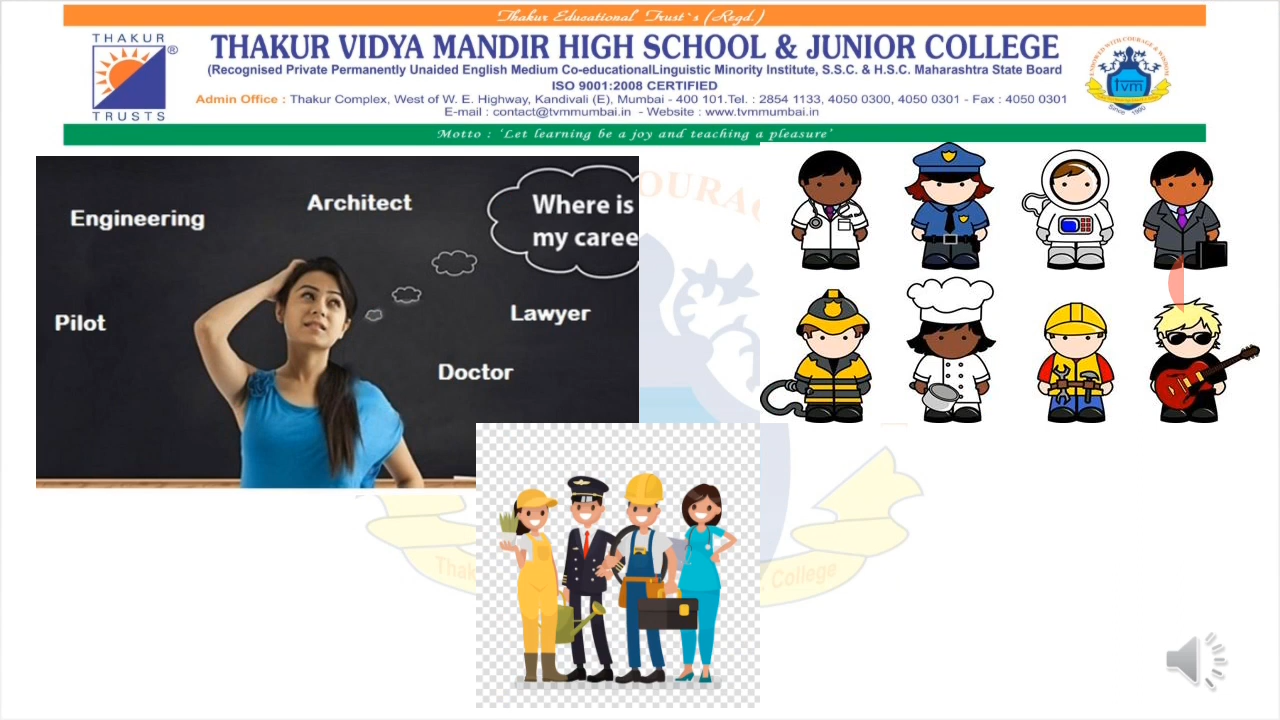 Thakur Educational Trust`s (Regd.)
THAKUR
®
TRUSTS
THAKUR VIDYA MANDIR HIGH SCHOOL & JUNIOR COLLEGE
(Recognised Private Permanently Unaided English Medium Co-educationalLinguistic Minority Institute, S.S.C. & H.S.C. Maharashtra State Board
ISO 9001:2008 CERTIFIED
Admin Office : Thakur Complex, West of W. E. Highway, Kandivali (E), Mumbai - 400 101.Tel. : 2854 1133, 4050 0300, 4050 0301 - Fax : 4050 0301
E-mail : contact@tvmmumbai.in - Website : www.tvmmumbai.in
tvm
Since 1990
Motto : ‘Let learning be a joy and teaching a pleasure’
Engineering
Architect
Where is
my caree
Pilot
Lawyer
Doctor
College